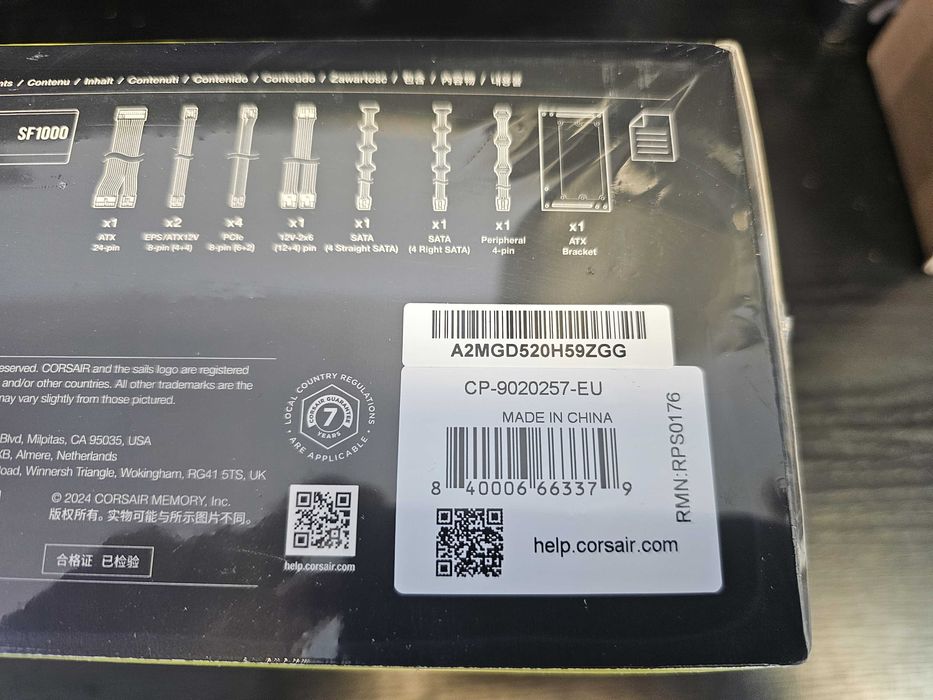 nts / Contenu / Inhalt / Contenuti / Contenido / Conteúdo / Zawartość / 包含 / 內容物 / 내용물
SF1000
x1
ATX
24-pin
x2
EPS/ATX12V
8-pin (4+4)
x4
PCIe
8-pin (6+2)
x1
12V-2x6
(12+4) pin
x1
SATA
(4 Straight SATA)
x1
SATA
(4 Right SATA)
x1
Peripheral
4-pin
x1
ATX
Bracket
A2MGD520H59ZGG
CP-9020257-EU
MADE IN CHINA
8 40006 66337 9
RMN:RPS0176
help.corsair.com
eserved. CORSAIR and the sails logo are registered
and/or other countries. All other trademarks are the
may vary slightly from those pictured.
LOCAL COUNTRY REGULATIONS
CORSAIR GUARANTEE
7
YEARS
ARE APPLICABLE
Blvd, Milpitas, CA 95035, USA
XB, Almere, Netherlands
oad, Winnersh Triangle, Wokingham, RG41 5TS, UK
© 2024 CORSAIR MEMORY, Inc.
版权所有。实物可能与所示图片不同。
合格证 已检验
help.corsair.com